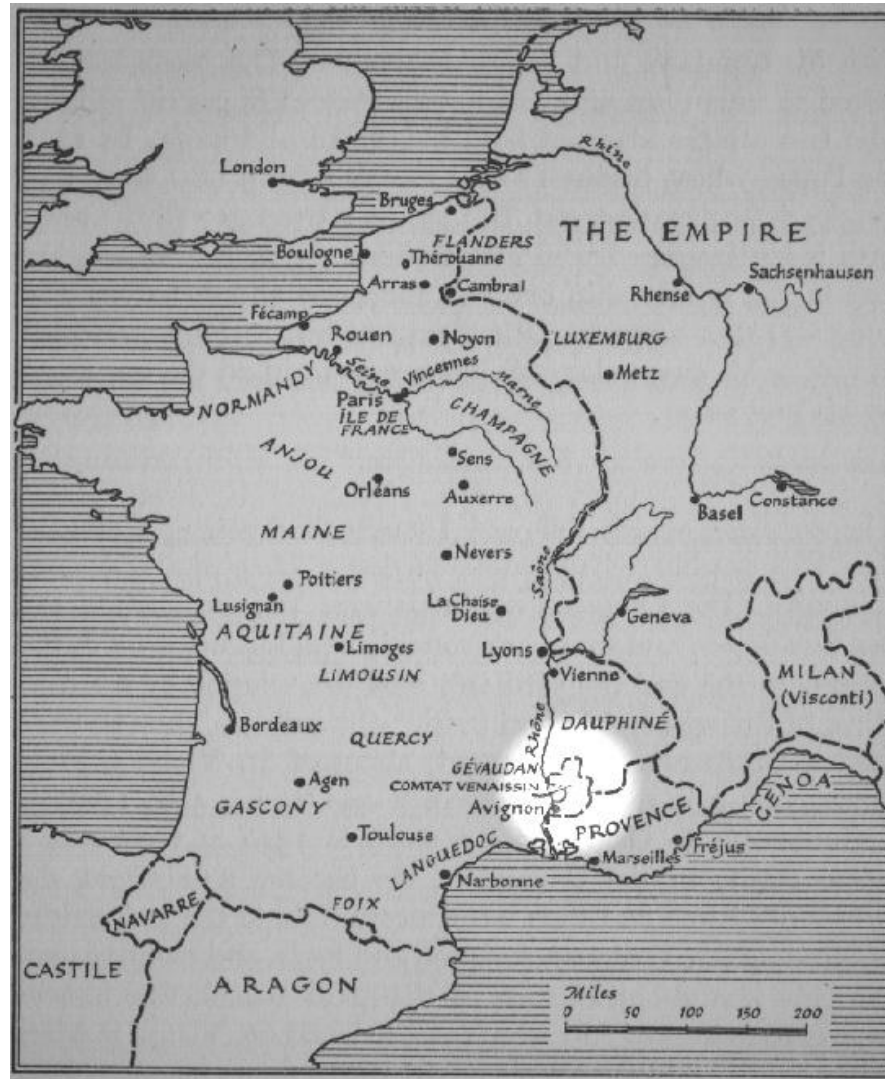 London
Bruges
Rhine
FLANDERS
THE EMPIRE
Boulogne
Thérouanne
Arras
Cambrai
Rhense
Sachsenhausen
Fécamp
Rouen
Noyon
LUXEMBURG
Seine
Vincennes
Marne
Metz
NORMANDY
Paris
ÎLE DE
FRANCE
CHAMPAGNE
ANJOU
Sens
Orléans
Auxerre
Basel
Constance
MAINE
Nevers
Saône
Poitiers
Lusignan
La Chaise
Dieu
Geneva
AQUITAINE
Limoges
Lyons
LIMOUSIN
Vienne
MILAN
(Visconti)
Bordeaux
QUERCY
Rhône
DAUPHINÉ
GÉVAUDAN
Agen
COMTAT VENAISSIN
GENOA
GASCONY
Avignon
PROVENCE
Toulouse
LANGUEDOC
Marseilles
Fréjus
Narbonne
NAVARRE
FOIX
CASTILE
ARAGON
Miles
0 50 100 150 200